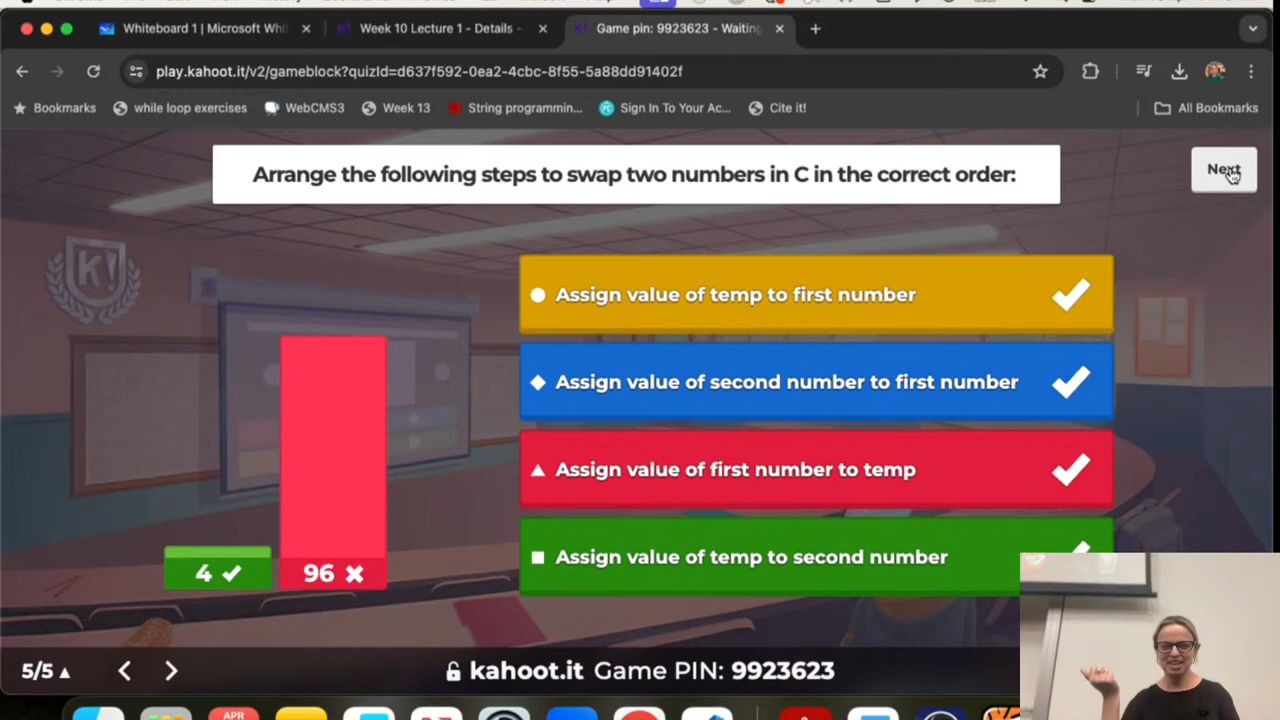 Whiteboard 1 | Microsoft Whi
Week 10 Lecture 1 - Details -
Game pin: 9923623 - Waiting
play.kahoot.it/v2/gameblock?quizId=d637f592-0ea2-4cbc-8f55-5a88dd91402f
Bookmarks
while loop exercises
WebCMS3
Week 13
String programmin...
Sign In To Your Ac...
Cite it!
All Bookmarks
Arrange the following steps to swap two numbers in C in the correct order:
Next
K!
Assign value of temp to first number
Assign value of second number to first number
Assign value of first number to temp
Assign value of temp to second number
4
96
5/5
kahoot.it Game PIN: 9923623
APR